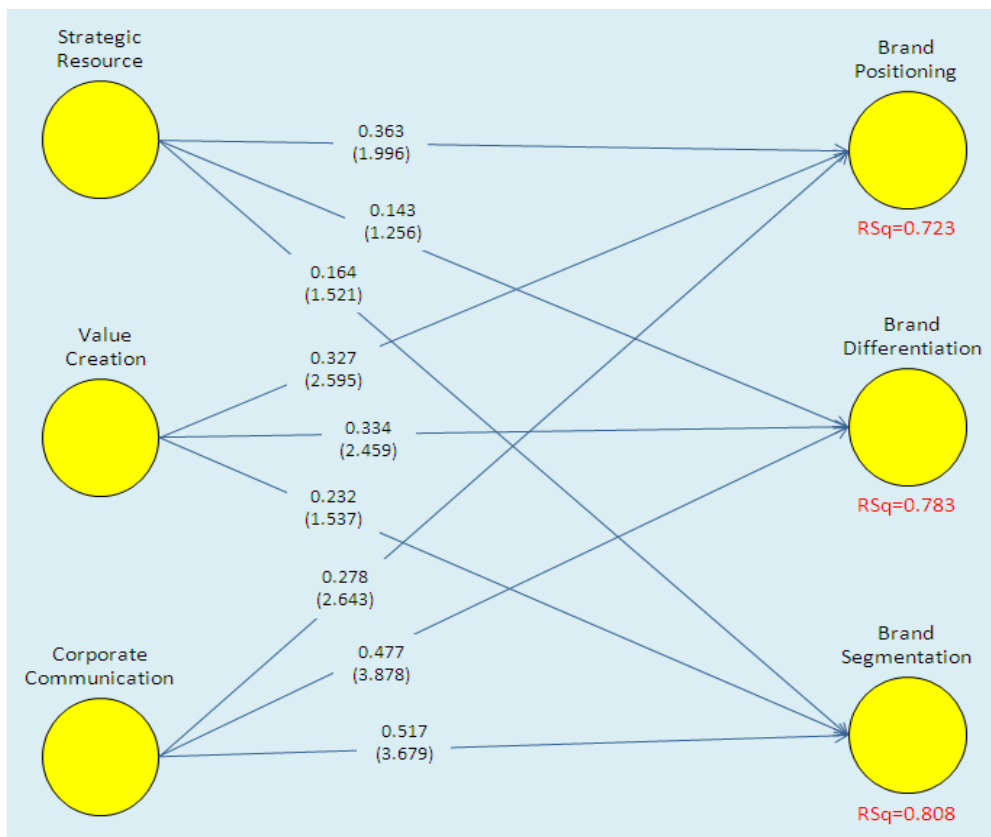 Strategic
Resource
Brand
Positioning
0.363
(1.996)
0.143
(1.256)
RSq=0.723
0.164
(1.521)
Value
Creation
Brand
Differentiation
0.327
(2.595)
0.334
(2.459)
0.232
(1.537)
RSq=0.783
0.278
(2.643)
Corporate
Communication
0.477
(3.878)
Brand
Segmentation
0.517
(3.679)
RSq=0.808